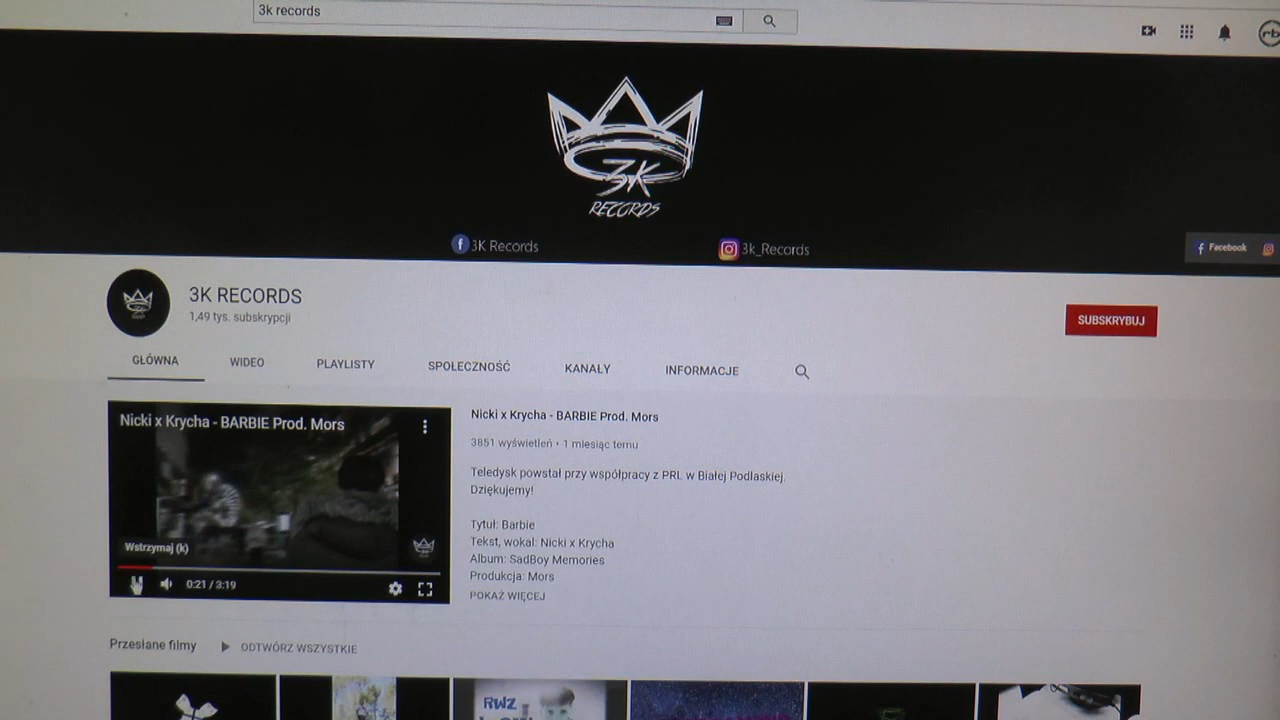 3k records
3K
RECORDS
3K Records
3k_Records
Facebook
3K RECORDS
1,49 tys. subskrypcji
SUBSKRYBUJ
GŁÓWNA
WIDEO
PLAYLISTY
SPOŁECZNOŚĆ
KANAŁY
INFORMACJE
Nicki x Krycha - BARBIE Prod. Mors
Wstrzymaj (k)
0:21 / 3:19
Nicki x Krycha - BARBIE Prod. Mors
3851 wyświetleń • 1 miesiąc temu
Teledysk powstał przy współpracy z PRL w Białej Podlaskiej.
Dziękujemy!
Tytuł: Barbie
Tekst, wokal: Nicki x Krycha
Album: SadBoy Memories
Produkcja: Mors
POKAŻ WIĘCEJ
Przesłane filmy
ODTWÓRZ WSZYSTKIE
RWZ